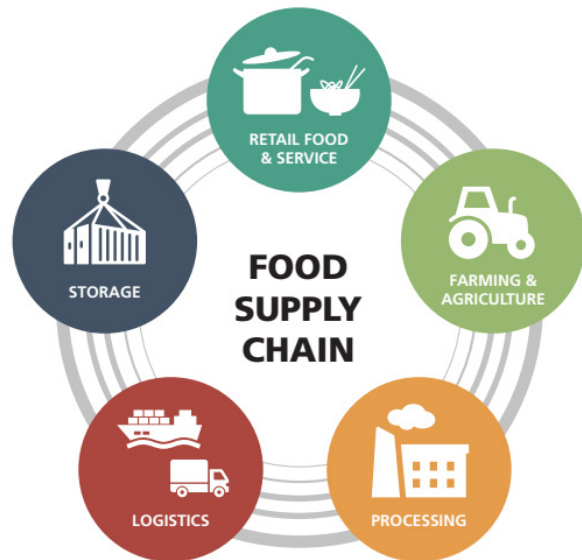 RETAIL FOOD
& SERVICE
STORAGE
FARMING &
AGRICULTURE
FOOD
SUPPLY
CHAIN
LOGISTICS
PROCESSING